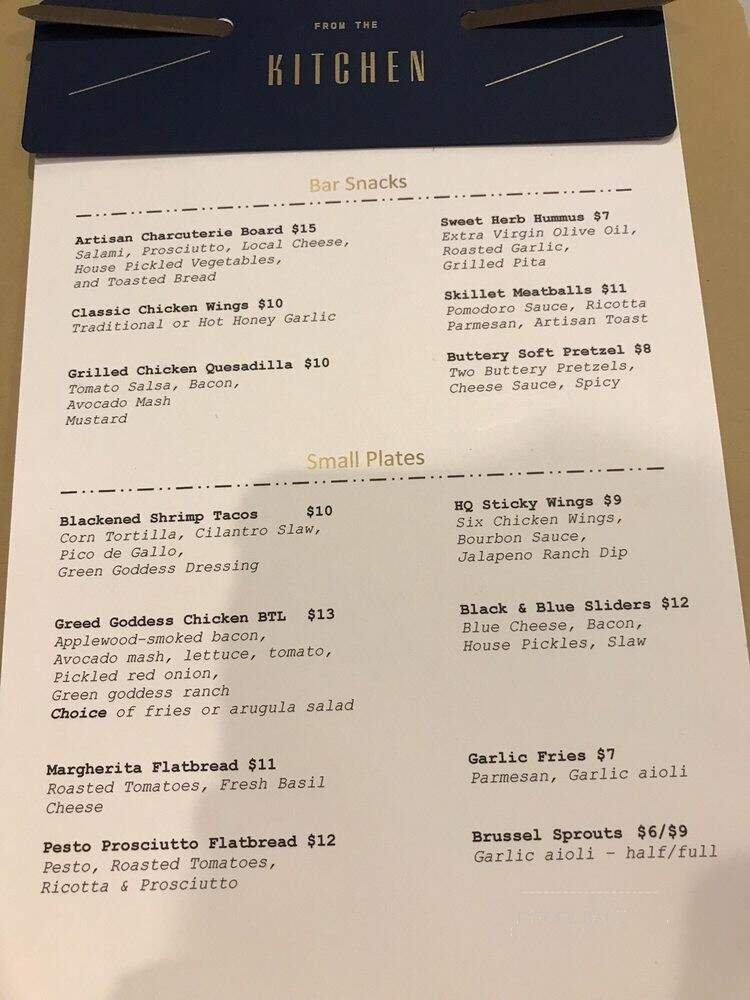 FROM THE
KITCHEN
Bar Snacks
Artisan Charcuterie Board $15
Salami, Prosciutto, Local Cheese,
House Pickled Vegetables,
and Toasted Bread
Classic Chicken Wings $10
Traditional or Hot Honey Garlic
Grilled Chicken Quesadilla $10
Tomato Salsa, Bacon,
Avocado Mash
Mustard
Sweet Herb Hummus $7
Extra Virgin Olive Oil,
Roasted Garlic,
Grilled Pita
Skillet Meatballs $11
Pomodoro Sauce, Ricotta
Parmesan, Artisan Toast
Buttery Soft Pretzel $8
Two Buttery Pretzels,
Cheese Sauce, Spicy
Small Plates
Blackened Shrimp Tacos $10
Corn Tortilla, Cilantro Slaw,
Pico de Gallo,
Green Goddess Dressing
Greed Goddess Chicken BTL $13
Applewood-smoked bacon,
Avocado mash, lettuce, tomato,
Pickled red onion,
Green goddess ranch
Choice of fries or arugula salad
Margherita Flatbread $11
Roasted Tomatoes, Fresh Basil
Cheese
Pesto Prosciutto Flatbread $12
Pesto, Roasted Tomatoes,
Ricotta & Prosciutto
HQ Sticky Wings $9
Six Chicken Wings,
Bourbon Sauce,
Jalapeno Ranch Dip
Black & Blue Sliders $12
Blue Cheese, Bacon,
House Pickles, Slaw
Garlic Fries $7
Parmesan, Garlic aioli
Brussel Sprouts $6/$9
Garlic aioli - half/full